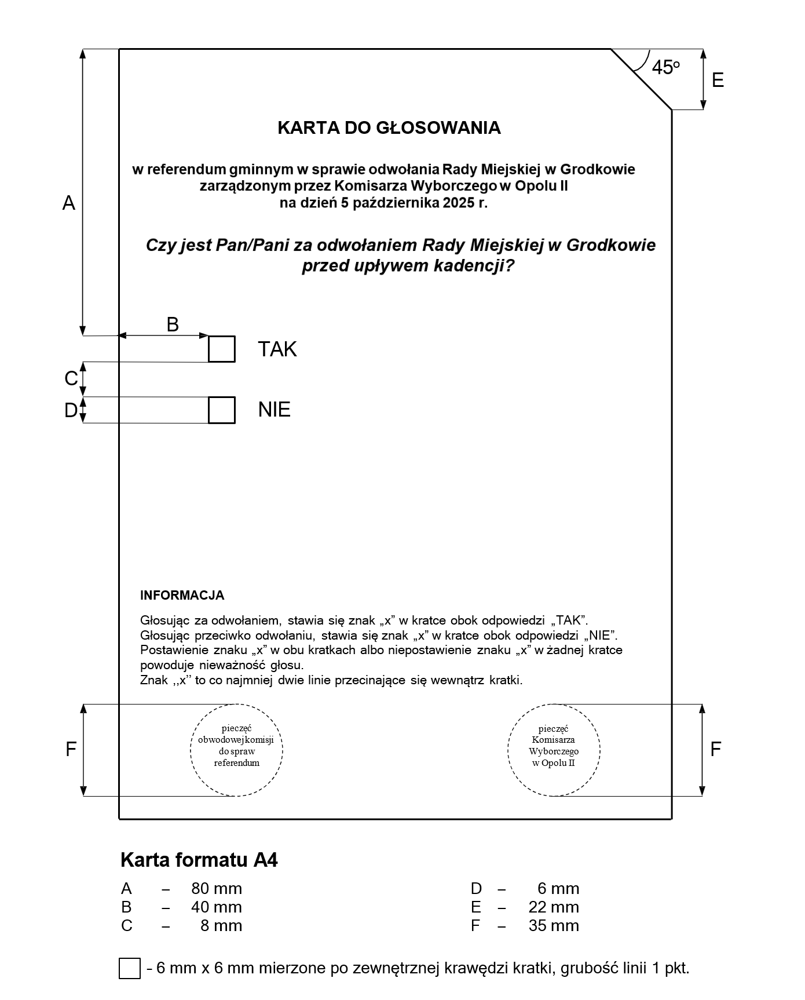 45º
E
KARTA DO GŁOSOWANIA
w referendum gminnym w sprawie odwołania Rady Miejskiej w Grodkowie
zarządzonym przez Komisarza Wyborczego w Opolu II
na dzień 5 października 2025 r.
A
Czy jest Pan/Pani za odwołaniem Rady Miejskiej w Grodkowie
przed upływem kadencji?
B
TAK
C
D
NIE
INFORMACJA
Głosując za odwołaniem, stawia się znak „x” w kratce obok odpowiedzi „TAK”.
Głosując przeciwko odwołaniu, stawia się znak „x” w kratce obok odpowiedzi „NIE”.
Postawienie znaku „x” w obu kratkach albo niepostawienie znaku „x” w żadnej kratce
powoduje nieważność głosu.
Znak ,,x’’ to co najmniej dwie linie przecinające się wewnątrz kratki.
F
pieczęć
obwodowej komisji
do spraw
referendum
pieczęć
Komisarza
Wyborczego
w Opolu II
F
Karta formatu A4
A – 80 mm
B – 40 mm
C – 8 mm
D – 6 mm
E – 22 mm
F – 35 mm
- 6 mm x 6 mm mierzone po zewnętrznej krawędzi kratki, grubość linii 1 pkt.